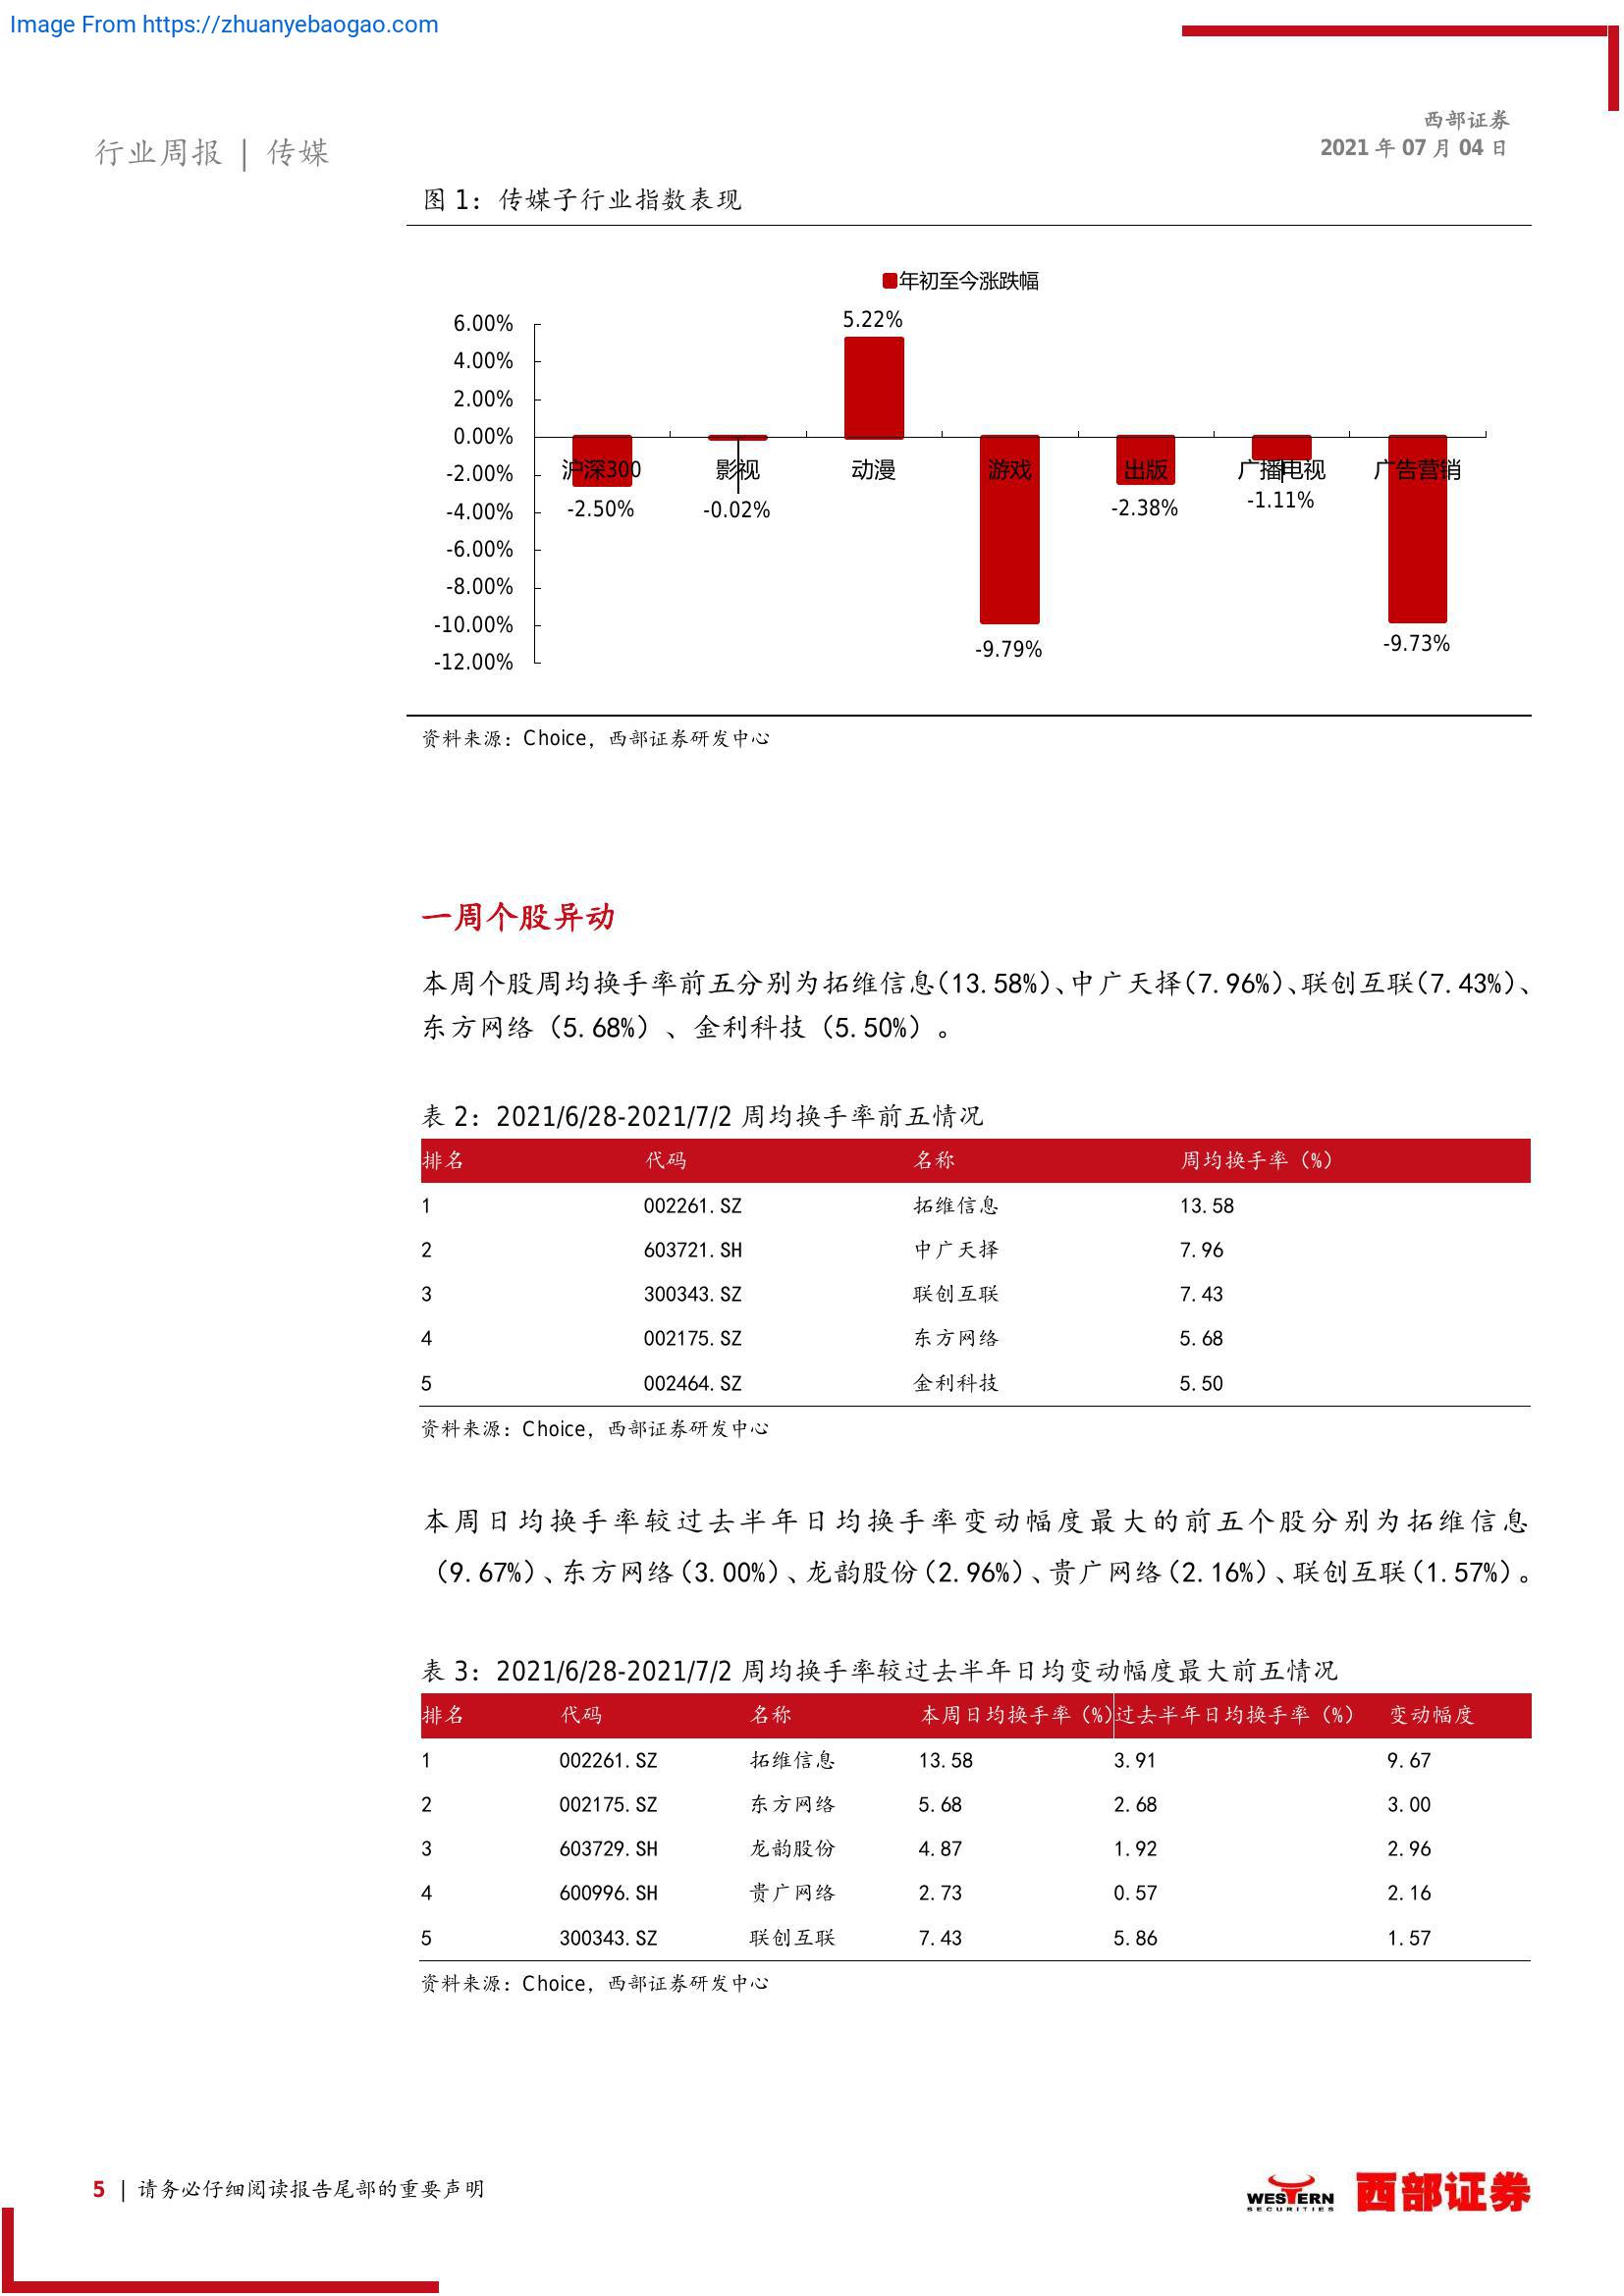 Image From https://zhuanyebaogao.com
西部证券
2021 年 07 月 04 日
行业周报 | 传媒
图 1：传媒子行业指数表现
年初至今涨跌幅
6.00%
4.00%
2.00%
0.00%
-2.00%
-4.00%
-6.00%
-8.00%
-10.00%
-12.00%
5.22%
沪深300 影视 动漫 游戏 出版 广播电视 广告营销
-2.50% -0.02% -2.38% -1.11%
-9.79% -9.73%
资料来源：Choice，西部证券研发中心
一周个股异动
本周个股周均换手率前五分别为拓维信息(13.58%)、中广天择(7.96%)、联创互联(7.43%)、
东方网络（5.68%）、金利科技（5.50%）。
表 2：2021/6/28-2021/7/2 周均换手率前五情况
排名 代码 名称 周均换手率（%）
1 002261.SZ 拓维信息 13.58
2 603721.SH 中广天择 7.96
3 300343.SZ 联创互联 7.43
4 002175.SZ 东方网络 5.68
5 002464.SZ 金利科技 5.50
资料来源：Choice，西部证券研发中心
本周日均换手率较过去半年日均换手率变动幅度最大的前五个股分别为拓维信息
（9.67%）、东方网络(3.00%)、龙韵股份(2.96%)、贵广网络(2.16%)、联创互联(1.57%)。
表 3：2021/6/28-2021/7/2 周均换手率较过去半年日均变动幅度最大前五情况
排名 代码 名称 本周日均换手率（%） 过去半年日均换手率（%） 变动幅度
1 002261.SZ 拓维信息 13.58 3.91 9.67
2 002175.SZ 东方网络 5.68 2.68 3.00
3 603729.SH 龙韵股份 4.87 1.92 2.96
4 600996.SH 贵广网络 2.73 0.57 2.16
5 300343.SZ 联创互联 7.43 5.86 1.57
资料来源：Choice，西部证券研发中心
5 | 请务必仔细阅读报告尾部的重要声明
WESTERN
SECURITIES
西部证券